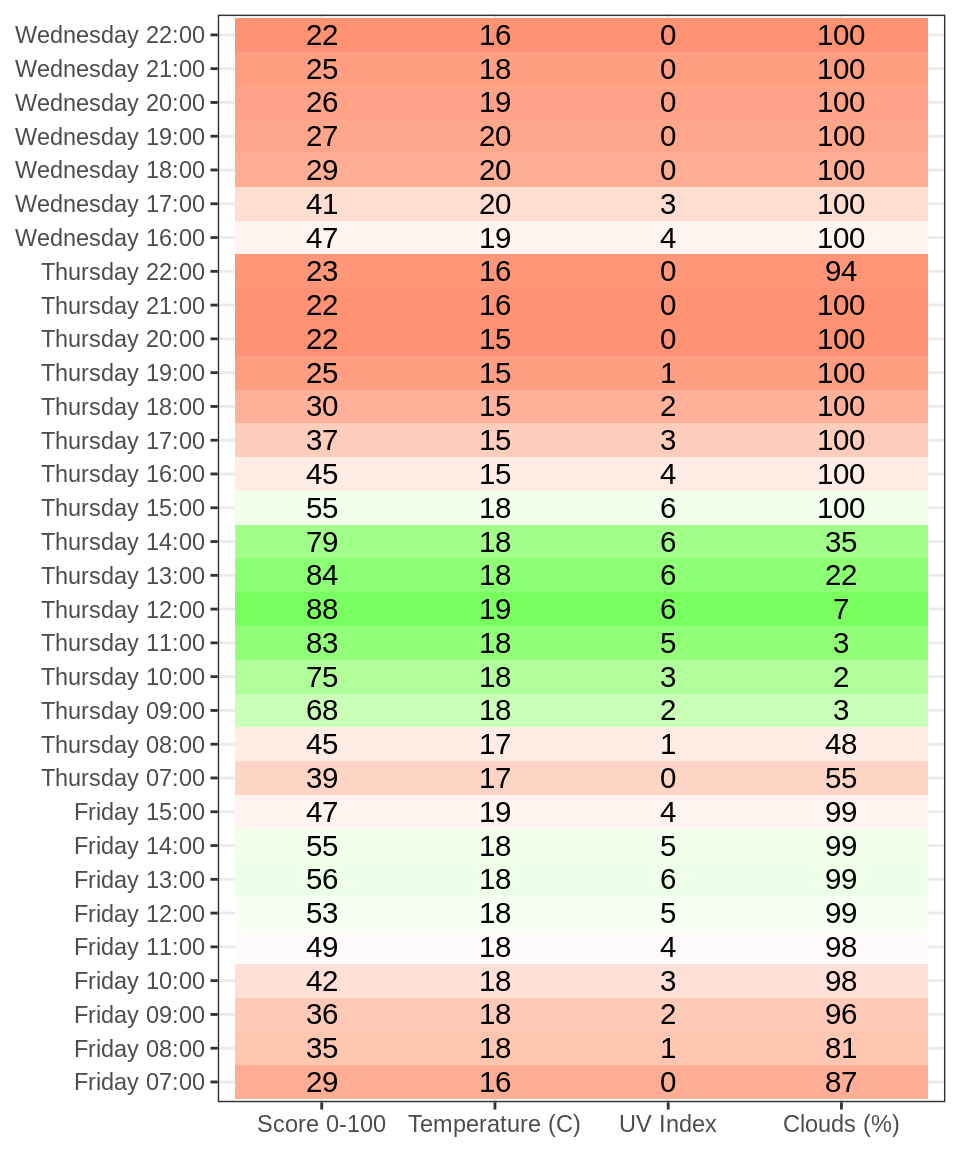 Wednesday 22:00 22 16 0 100
Wednesday 21:00 25 18 0 100
Wednesday 20:00 26 19 0 100
Wednesday 19:00 27 20 0 100
Wednesday 18:00 29 20 0 100
Wednesday 17:00 41 20 3 100
Wednesday 16:00 47 19 4 100
Thursday 22:00 23 16 0 94
Thursday 21:00 22 16 0 100
Thursday 20:00 22 15 0 100
Thursday 19:00 25 15 1 100
Thursday 18:00 30 15 2 100
Thursday 17:00 37 15 3 100
Thursday 16:00 45 15 4 100
Thursday 15:00 55 18 6 100
Thursday 14:00 79 18 6 35
Thursday 13:00 84 18 6 22
Thursday 12:00 88 19 6 7
Thursday 11:00 83 18 5 3
Thursday 10:00 75 18 3 2
Thursday 09:00 68 18 2 3
Thursday 08:00 45 17 1 48
Thursday 07:00 39 17 0 55
Friday 15:00 47 19 4 99
Friday 14:00 55 18 5 99
Friday 13:00 56 18 6 99
Friday 12:00 53 18 5 99
Friday 11:00 49 18 4 98
Friday 10:00 42 18 3 98
Friday 09:00 36 18 2 96
Friday 08:00 35 18 1 81
Friday 07:00 29 16 0 87
Score 0-100 Temperature (C) UV Index Clouds (%)